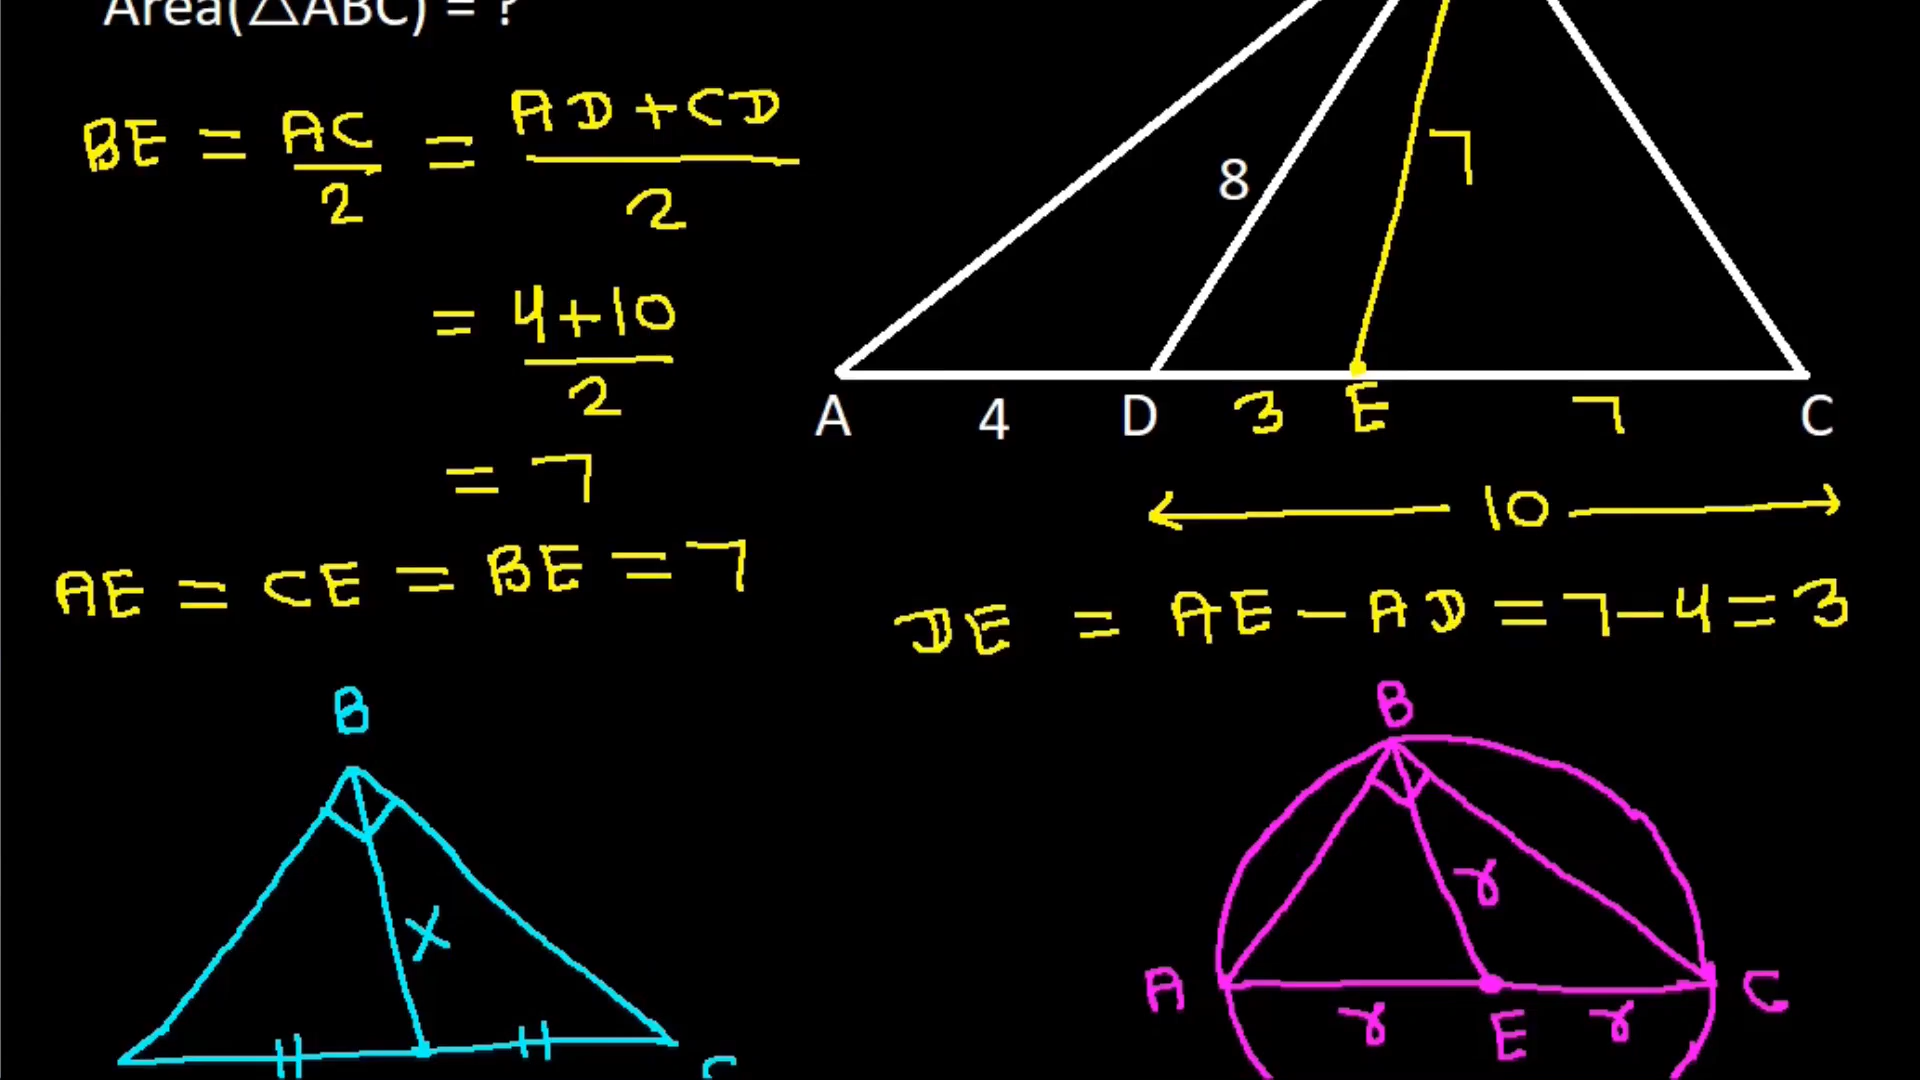 Area(△ABC) = ?
BE = AC/2 = AD+CD/2
= 4+10/2
= 7
AE = CE = BE = 7
8
7
A 4 D 3 E 7 C
10
DE = AE - AD = 7-4 = 3
B
x
C
B
r
A E C
r r